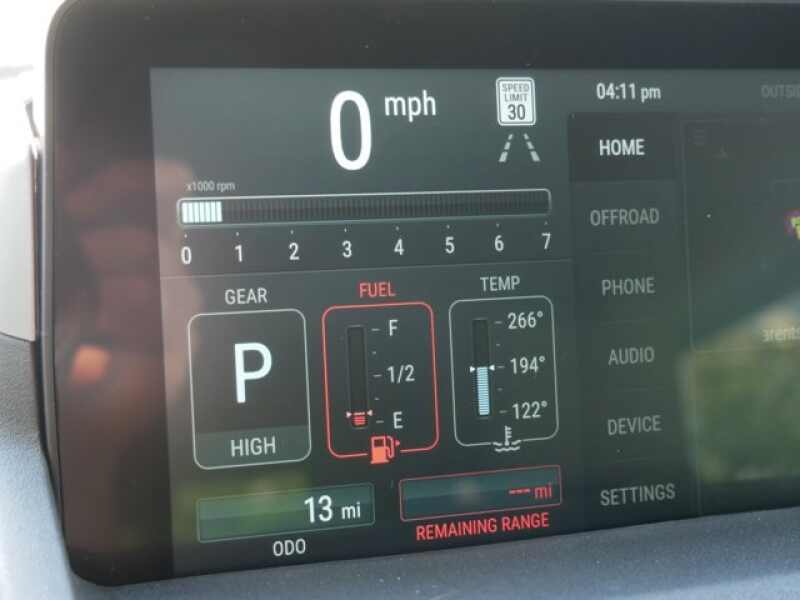 0 mph
SPEED
LIMIT
30
04:11 pm
x1000 rpm
0 1 2 3 4 5 6 7
GEAR
P
HIGH
FUEL
F
1/2
E
TEMP
266°
194°
122°
13 mi
ODO
--- mi
REMAINING RANGE
HOME
OFFROAD
PHONE
AUDIO
DEVICE
SETTINGS